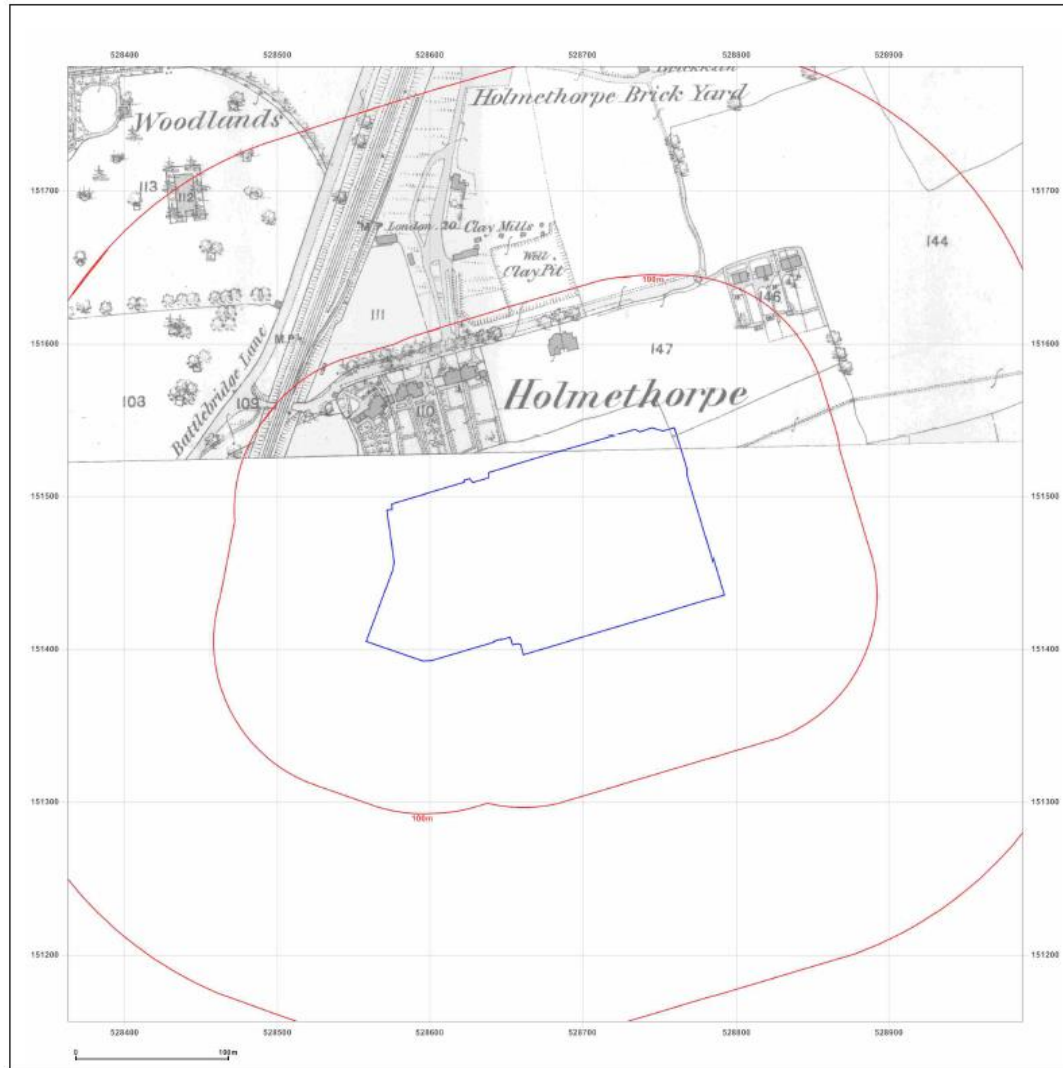 528400 528500 528600 528700 528800 528900
Holmethorpe Brick Yard
Woodlands
151700 151700
113
112
M.P. London. 20 Clay Mills
144
Well
Clay Pit
100m
146
111
151600 151600
147
103
Battlebridge Lane
109
110
Holmethorpe
151500 151500
151400 151400
151300 151300
100m
151200 151200
528400 528500 528600 528700 528800 528900
0 100m